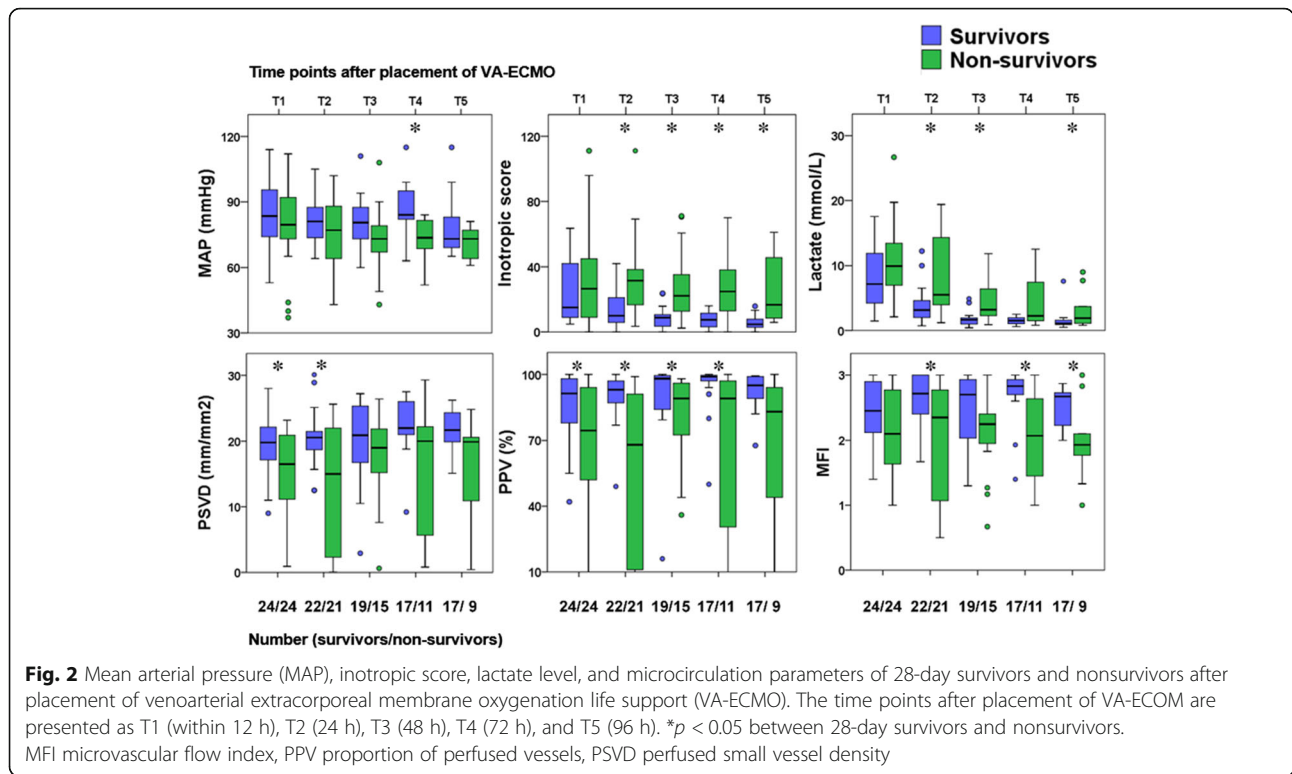 Survivors
Non-survivors
Time points after placement of VA-ECMO
T1 T2 T3 T4 T5
T1 T2 T3 T4 T5
T1 T2 T3 T4 T5
*
* * * *
* * *
MAP (mmHg)
120
90
60
30
Inotropic score
120
80
40
0
Lactate (mmol/L)
30
20
10
0
* *
* * * *
* * *
PSVD (mm/mm2)
30
20
10
0
PPV (%)
100
70
40
10
MFI
3
2
1
0
24/24 22/21 19/15 17/11 17/ 9
24/24 22/21 19/15 17/11 17/ 9
24/24 22/21 19/15 17/11 17/ 9
Number (survivors/non-survivors)
Fig. 2 Mean arterial pressure (MAP), inotropic score, lactate level, and microcirculation parameters of 28-day survivors and nonsurvivors after
placement of venoarterial extracorporeal membrane oxygenation life support (VA-ECMO). The time points after placement of VA-ECOM are
presented as T1 (within 12 h), T2 (24 h), T3 (48 h), T4 (72 h), and T5 (96 h). *p < 0.05 between 28-day survivors and nonsurvivors.
MFI microvascular flow index, PPV proportion of perfused vessels, PSVD perfused small vessel density